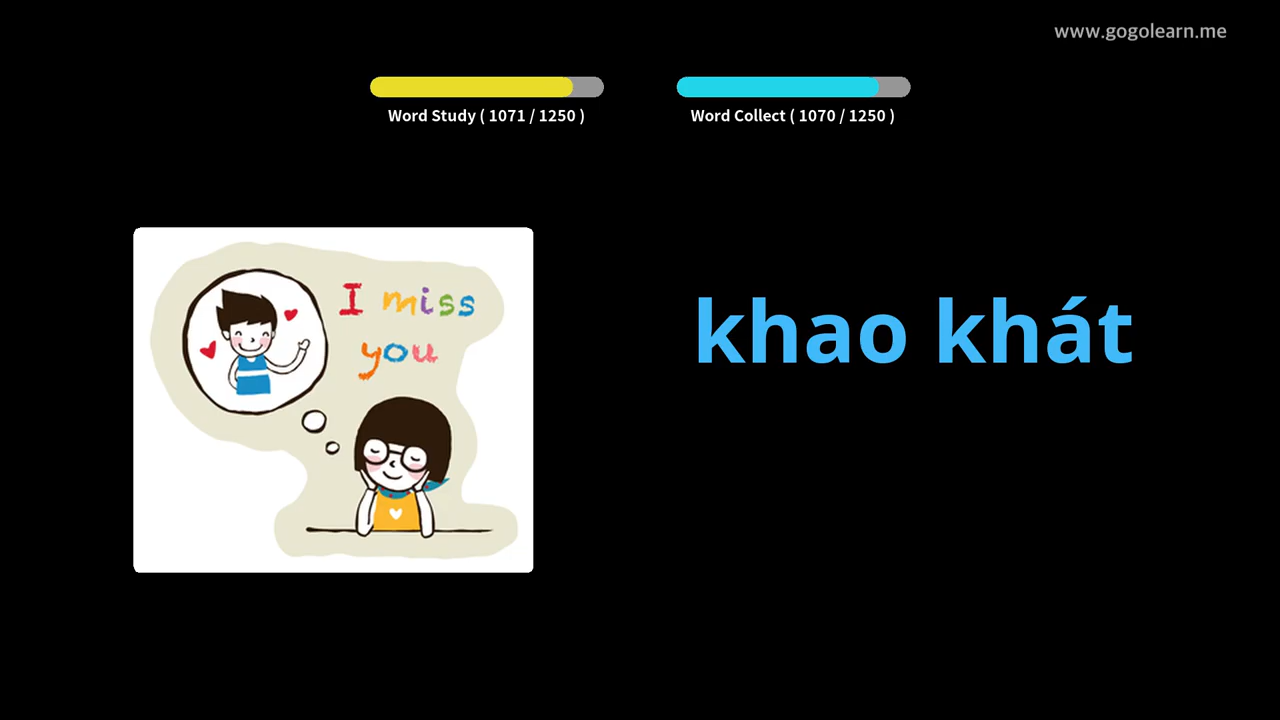 www.gogolearn.me
Word Study ( 1071 / 1250 )
Word Collect ( 1070 / 1250 )
I miss
you
khao khát